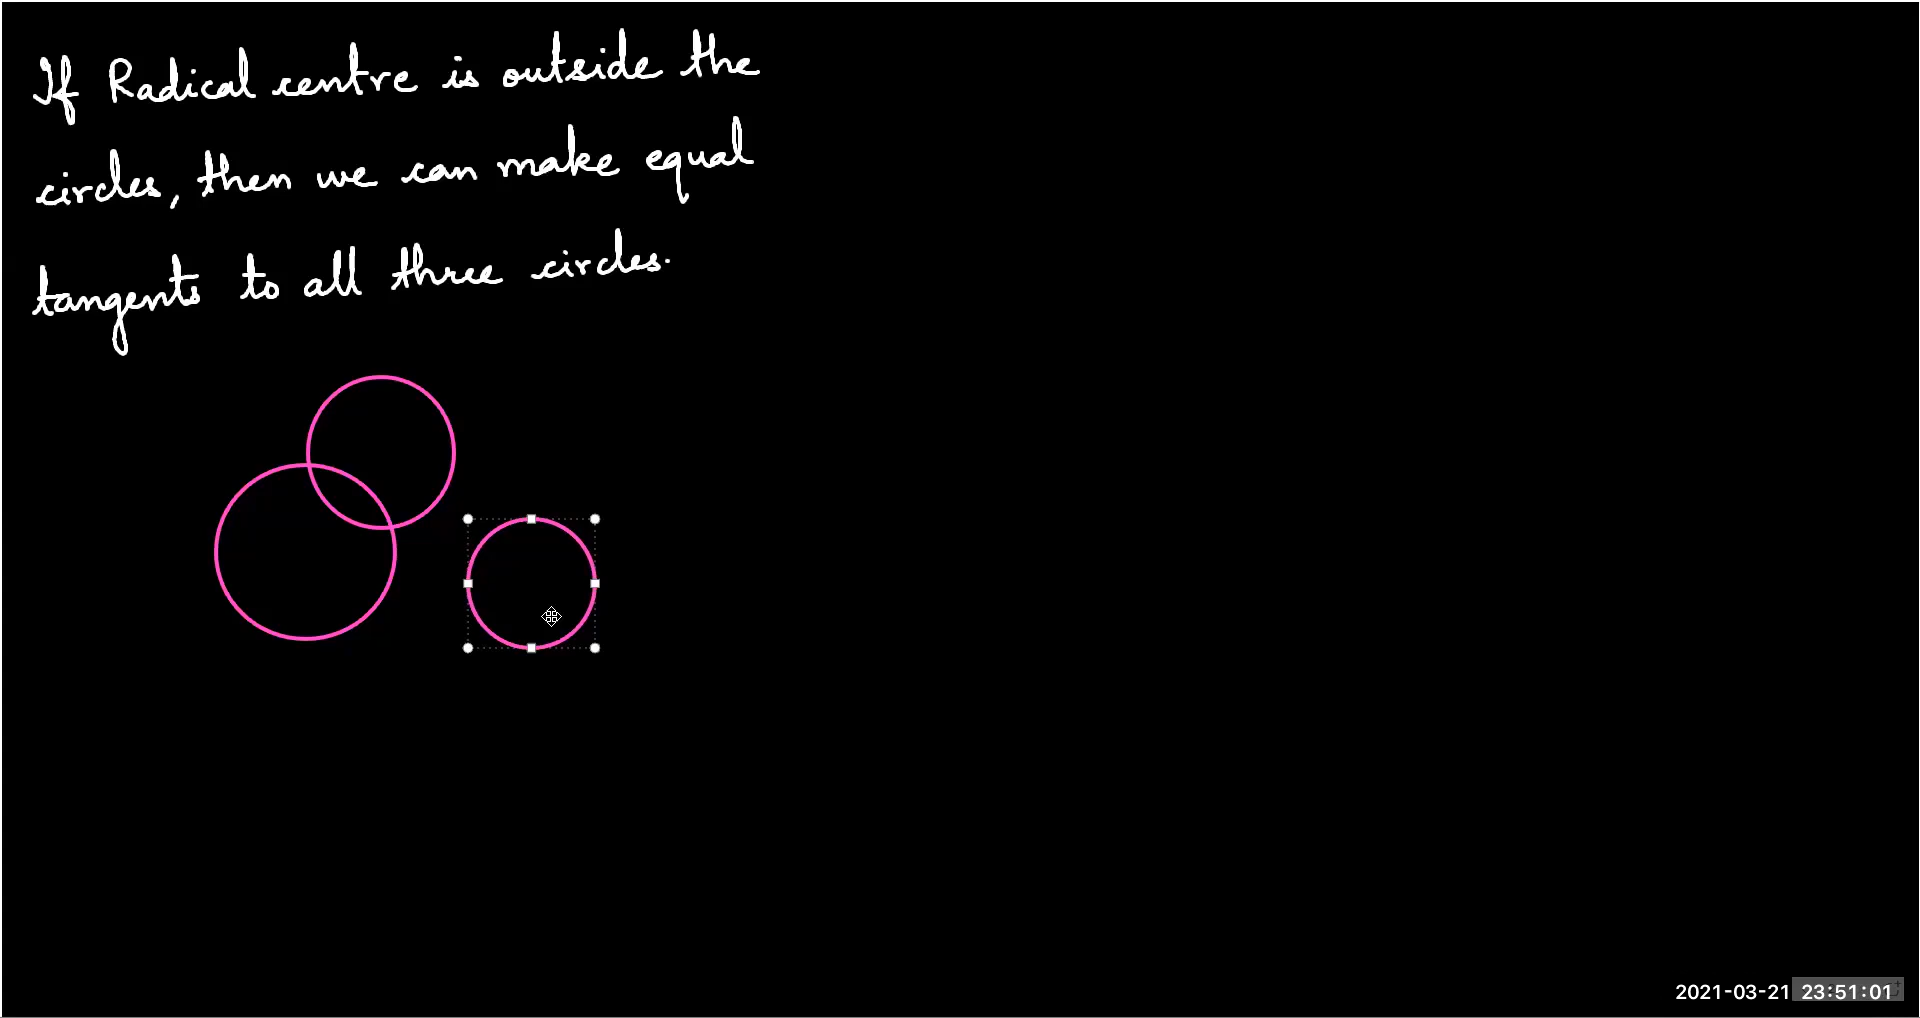 If Radical centre is outside the
circles, then we can make equal
tangents to all three circles.
2021-03-21 23:51:01